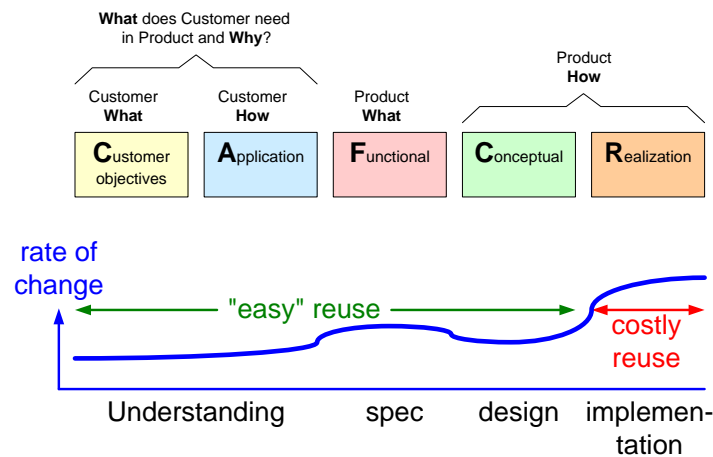 What does Customer need
in Product and Why?
Product
How
Customer
What
Customer
How
Product
What
Customer
objectives
Application
Functional
Conceptual
Realization
rate of
change
"easy" reuse
costly
reuse
Understanding
spec
design
implemen-
tation